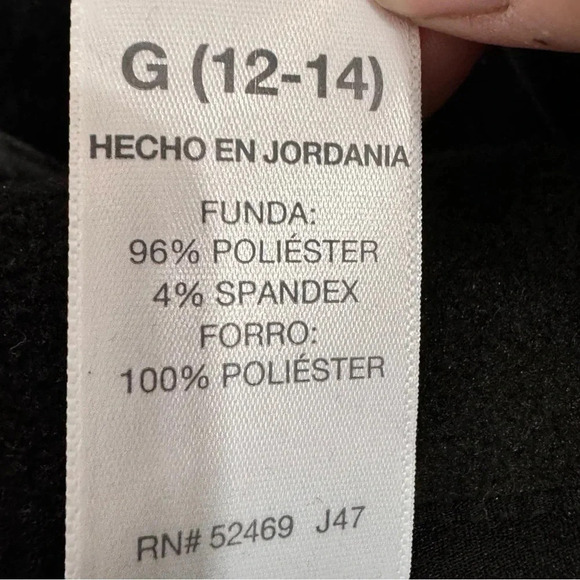 G (12-14)
HECHO EN JORDANIA
FUNDA:
96% POLIÉSTER
4% SPANDEX
FORRO:
100% POLIÉSTER
RN# 52469 J47